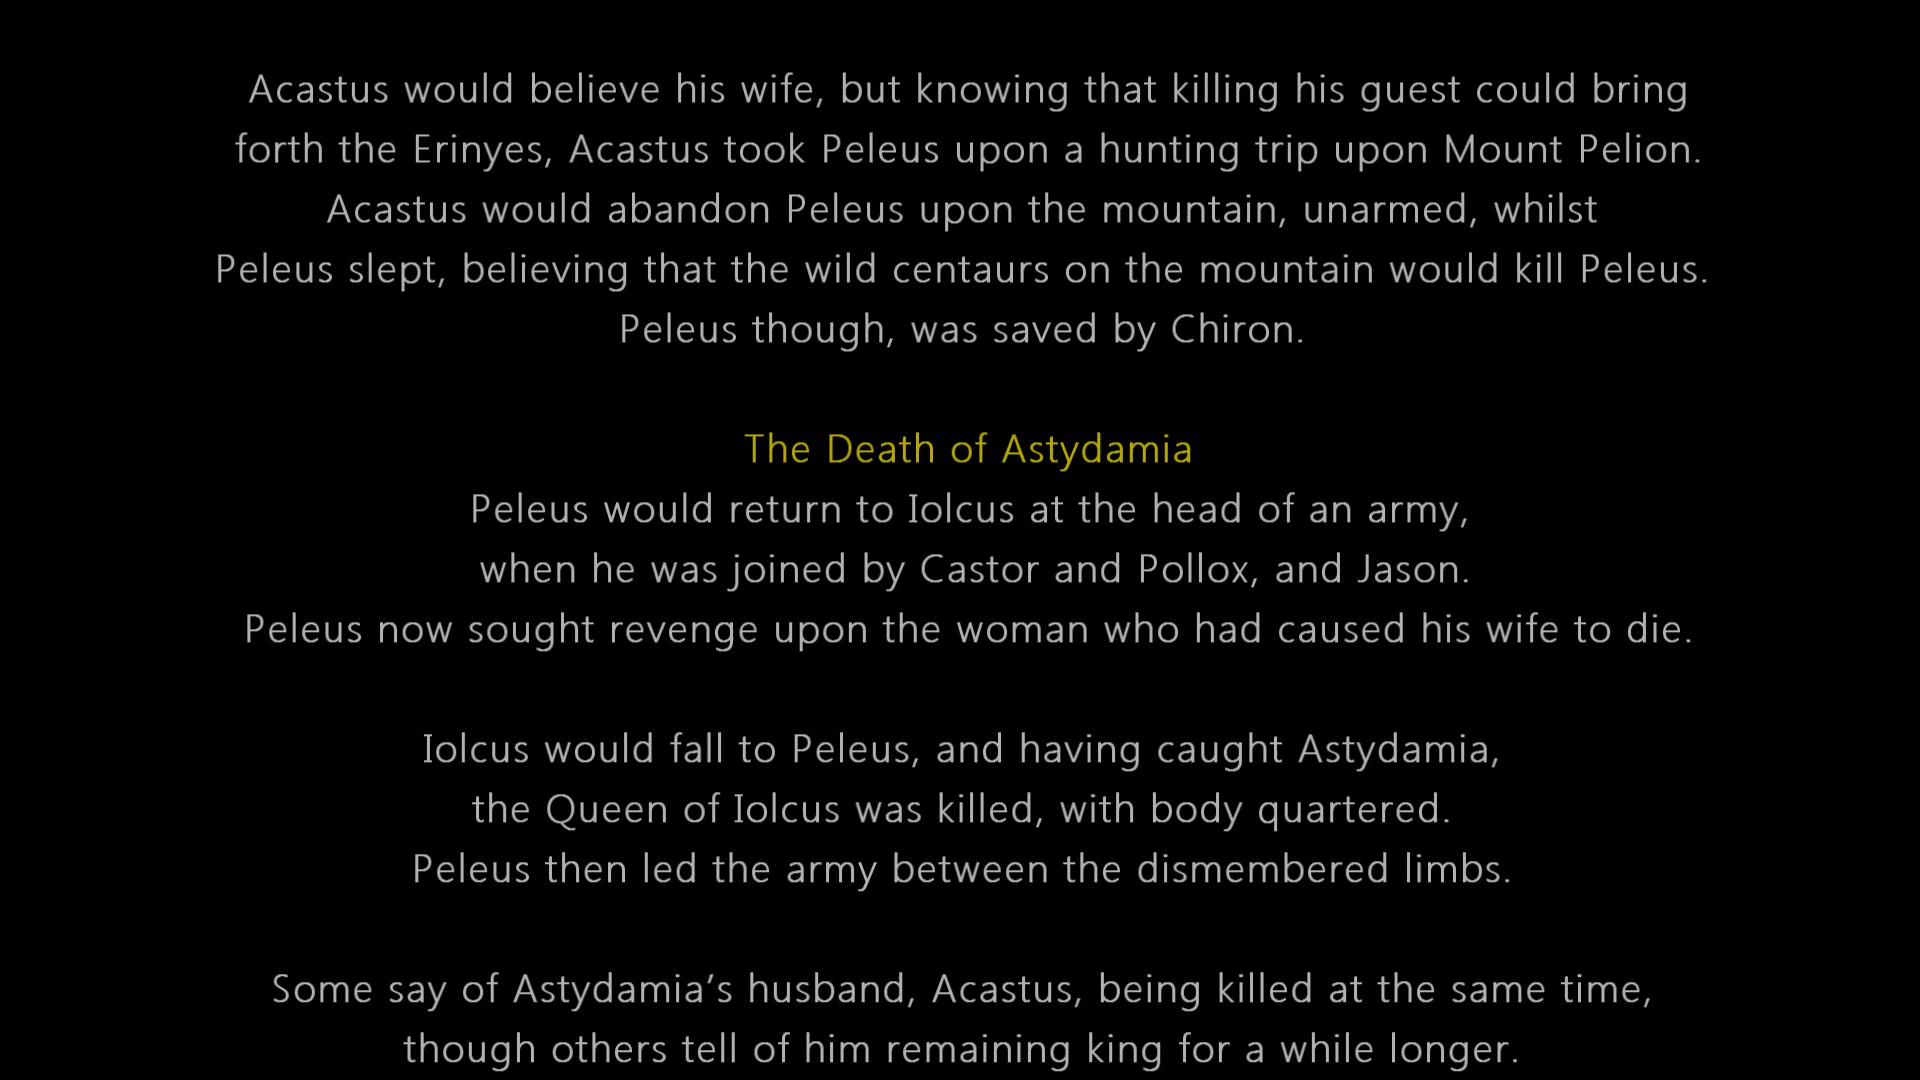 Acastus would believe his wife, but knowing that killing his guest could bring
forth the Erinyes, Acastus took Peleus upon a hunting trip upon Mount Pelion.
Acastus would abandon Peleus upon the mountain, unarmed, whilst
Peleus slept, believing that the wild centaurs on the mountain would kill Peleus.
Peleus though, was saved by Chiron.
The Death of Astydamia
Peleus would return to Iolcus at the head of an army,
when he was joined by Castor and Pollox, and Jason.
Peleus now sought revenge upon the woman who had caused his wife to die.
Iolcus would fall to Peleus, and having caught Astydamia,
the Queen of Iolcus was killed, with body quartered.
Peleus then led the army between the dismembered limbs.
Some say of Astydamia’s husband, Acastus, being killed at the same time,
though others tell of him remaining king for a while longer.